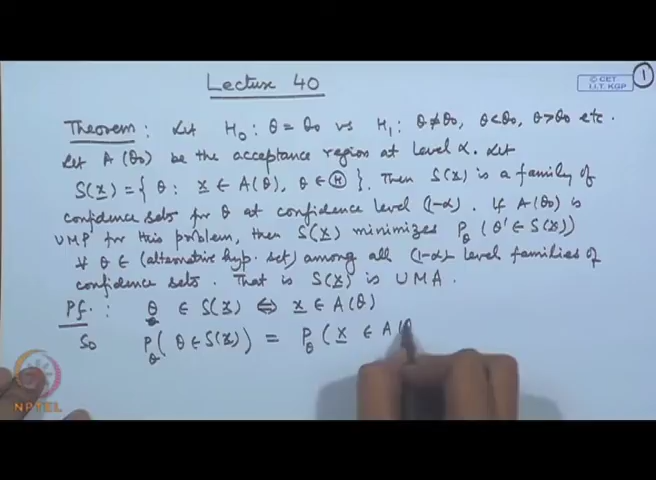 Lecture 40
© CET
I.I.T. KGP
1
Theorem : Let H₀ : θ = θ₀ vs H₁ : θ ≠ θ₀, θ < θ₀, θ > θ₀ etc.
Let A (θ₀) be the acceptance region at level α. Let
S(x) = { θ : x ∈ A(θ), θ ∈ Ⓗ }. Then S(x) is a family of
confidence sets for θ at confidence level (1-α). If A(θ₀) is
UMP for this problem, then S(x) minimizes P_θ (θ' ∈ S(x))
∀ θ ∈ (alternative hyp. set) among all (1-α) level families of
confidence sets. That is S(x) is UMA.
Pf. : θ ∈ S(x) ⇔ x ∈ A(θ)
So P_θ ( θ ∈ S(x) ) = P_θ ( x ∈ A(θ
NPTEL